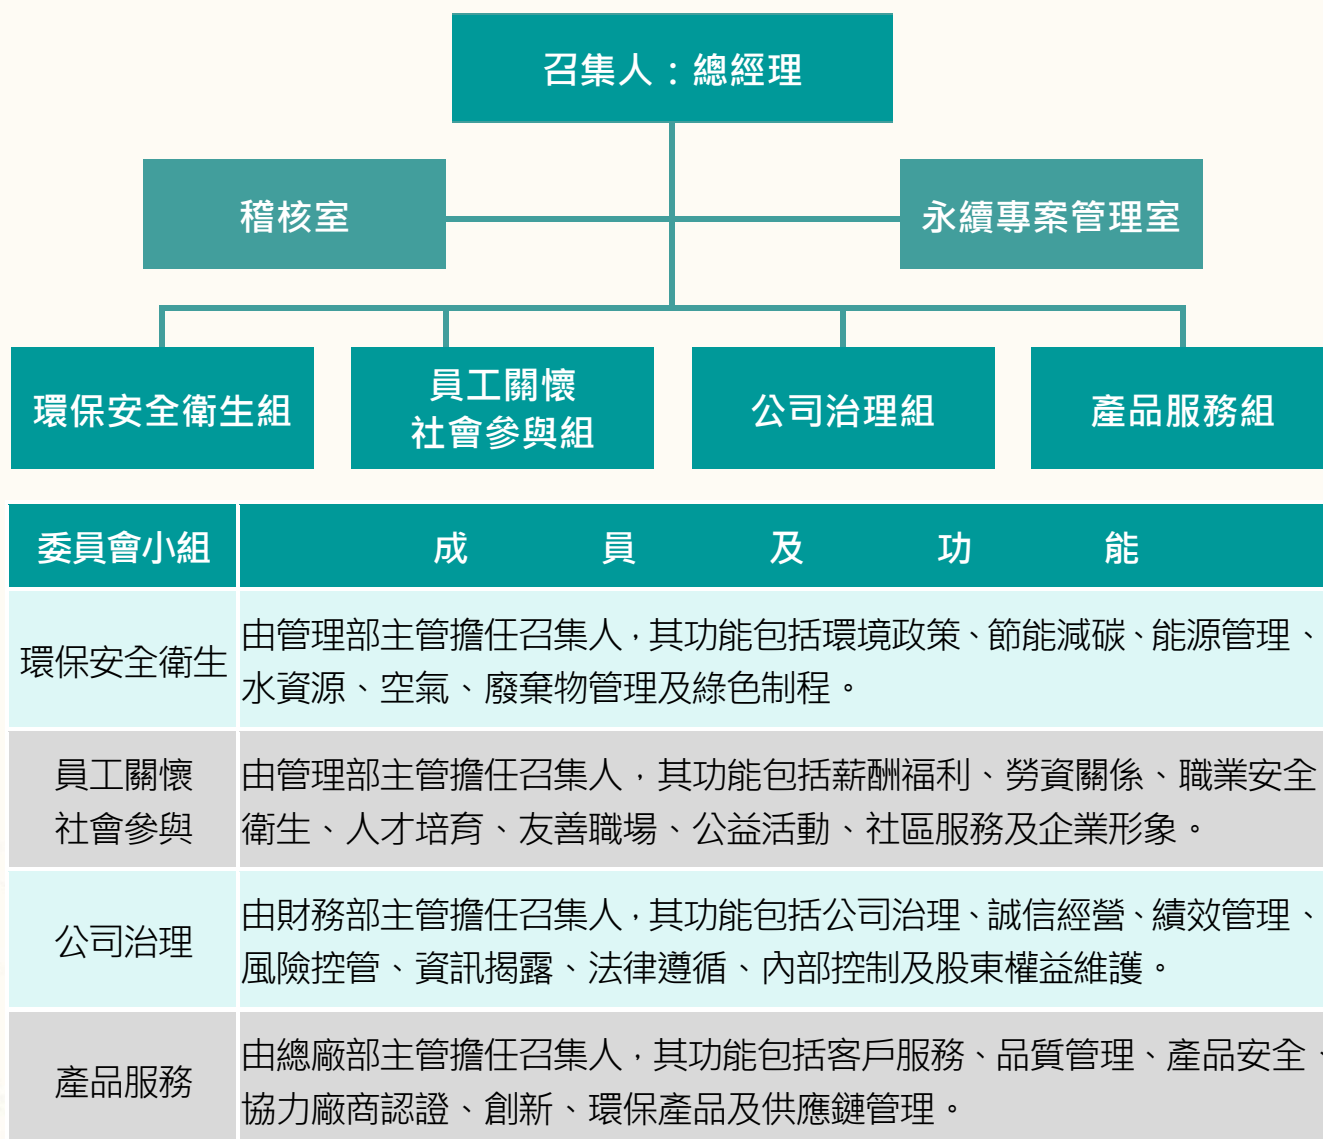 召集人：總經理
稽核室
永續專案管理室
環保安全衛生組
員工關懷
社會參與組
公司治理組
產品服務組
委員會小組
成員及功能
環保安全衛生
由管理部主管擔任召集人，其功能包括環境政策、節能減碳、能源管理、
水資源、空氣、廢棄物管理及綠色制程。
員工關懷
社會參與
由管理部主管擔任召集人，其功能包括薪酬福利、勞資關係、職業安全
衛生、人才培育、友善職場、公益活動、社區服務及企業形象。
公司治理
由財務部主管擔任召集人，其功能包括公司治理、誠信經營、績效管理、
風險控管、資訊揭露、法律遵循、內部控制及股東權益維護。
產品服務
由總廠部主管擔任召集人，其功能包括客戶服務、品質管理、產品安全、
協力廠商認證、創新、環保產品及供應鏈管理。